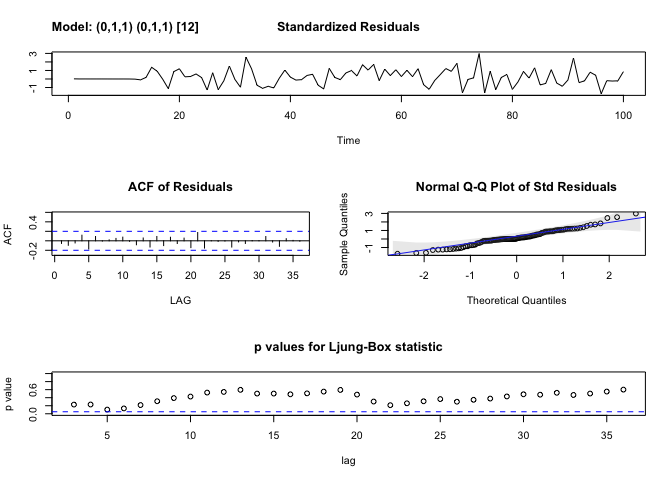 Model: (0,1,1) (0,1,1) [12] Standardized Residuals
3
1
-1
0 20 40 60 80 100
Time
ACF of Residuals
ACF
0.4
-0.2
0 5 10 15 20 25 30 35
LAG
Normal Q-Q Plot of Std Residuals
Sample Quantiles
3
1
-1
-2 -1 0 1 2
Theoretical Quantiles
p values for Ljung-Box statistic
p value
0.6
0.0
5 10 15 20 25 30 35
lag